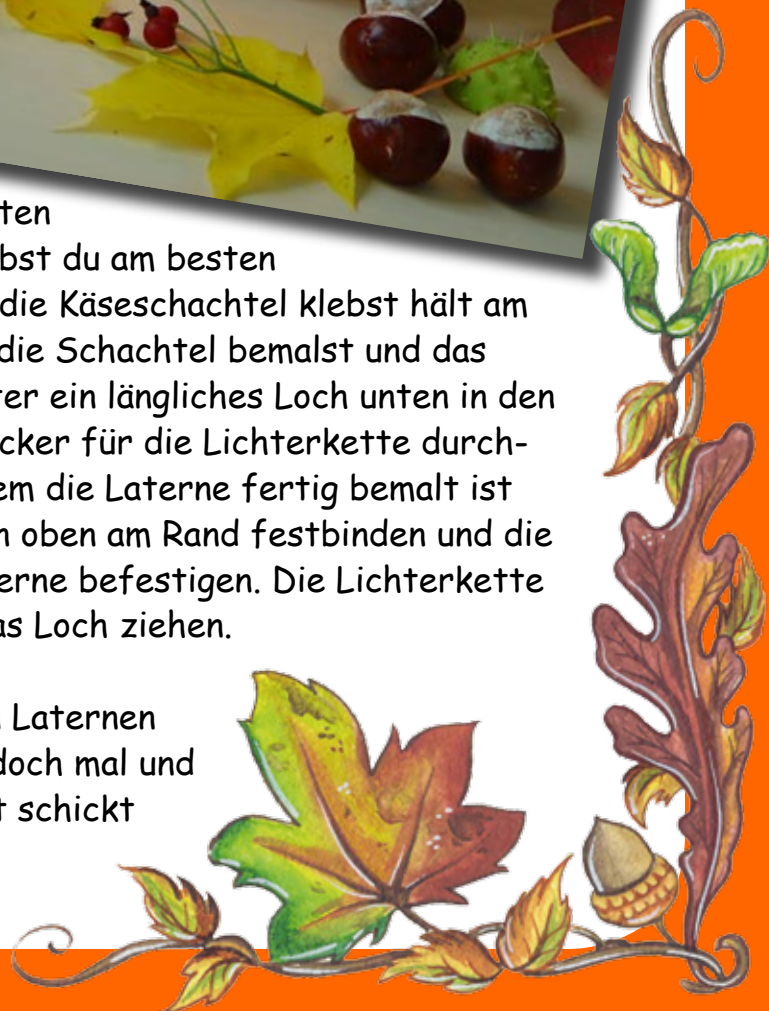 ten
bst du am besten
die Käseschachtel klebst hält am
die Schachtel bemalst und das
er ein längliches Loch unten in den
cker für die Lichterkette durch-
em die Laterne fertig bemalt ist
oben am Rand festbinden und die
erne befestigen. Die Lichterkette
as Loch ziehen.
Laternen
doch mal und
t schickt